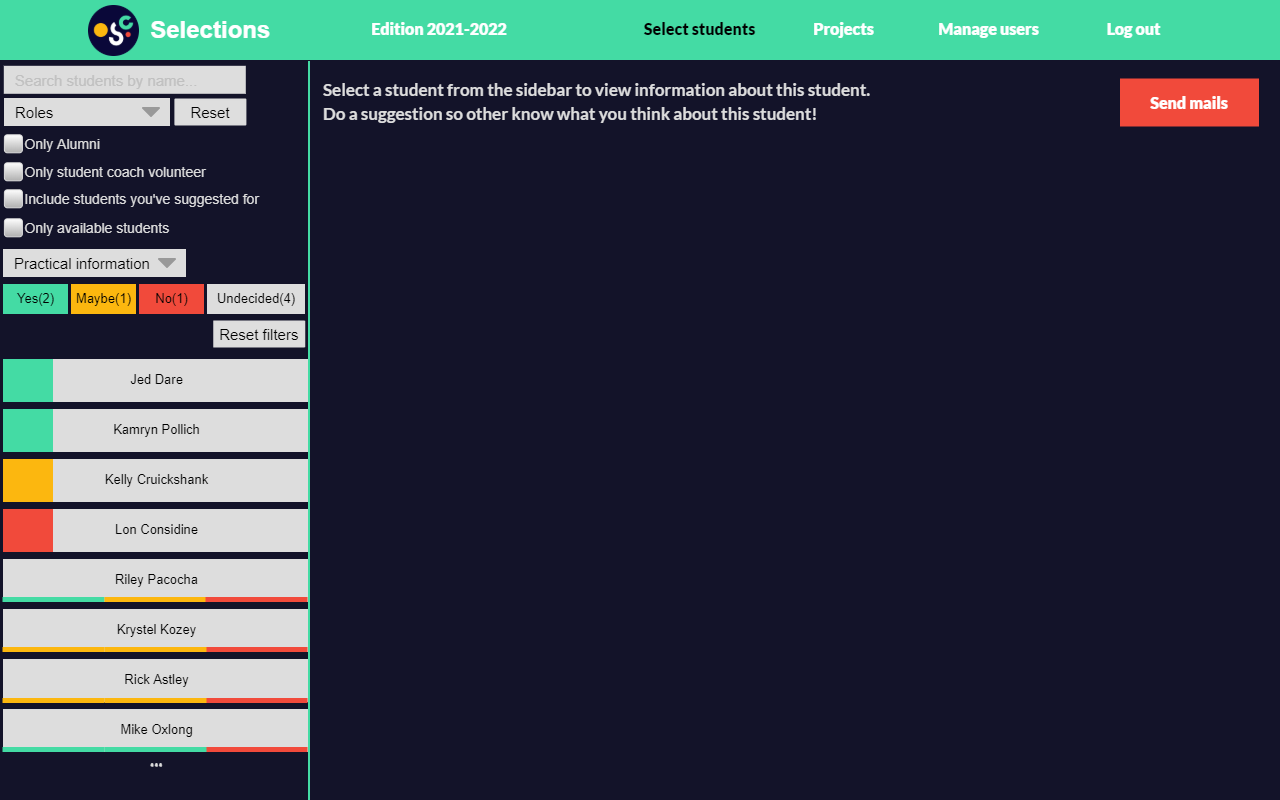 Selections
Edition 2021-2022
Select students
Projects
Manage users
Log out
Search students by name...
Roles
Reset
Only Alumni
Only student coach volunteer
Include students you've suggested for
Only available students
Practical information
Yes(2)
Maybe(1)
No(1)
Undecided(4)
Reset filters
Jed Dare
Kamryn Pollich
Kelly Cruickshank
Lon Considine
Riley Pacocha
Krystel Kozey
Rick Astley
Mike Oxlong
...
Select a student from the sidebar to view information about this student.
Do a suggestion so other know what you think about this student!
Send mails